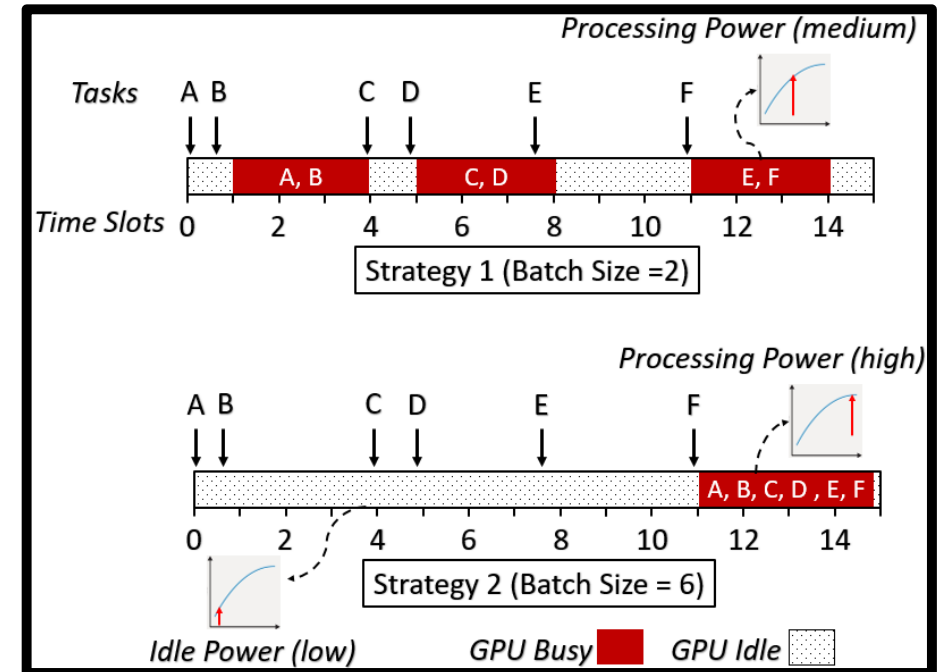 Processing Power (medium)
Tasks A B C D E F
A, B C, D E, F
Time Slots 0 2 4 6 8 10 12 14
Strategy 1 (Batch Size =2)
Processing Power (high)
A B C D E F
A, B, C, D , E, F
0 2 4 6 8 10 12 14
Strategy 2 (Batch Size = 6)
Idle Power (low) GPU Busy GPU Idle